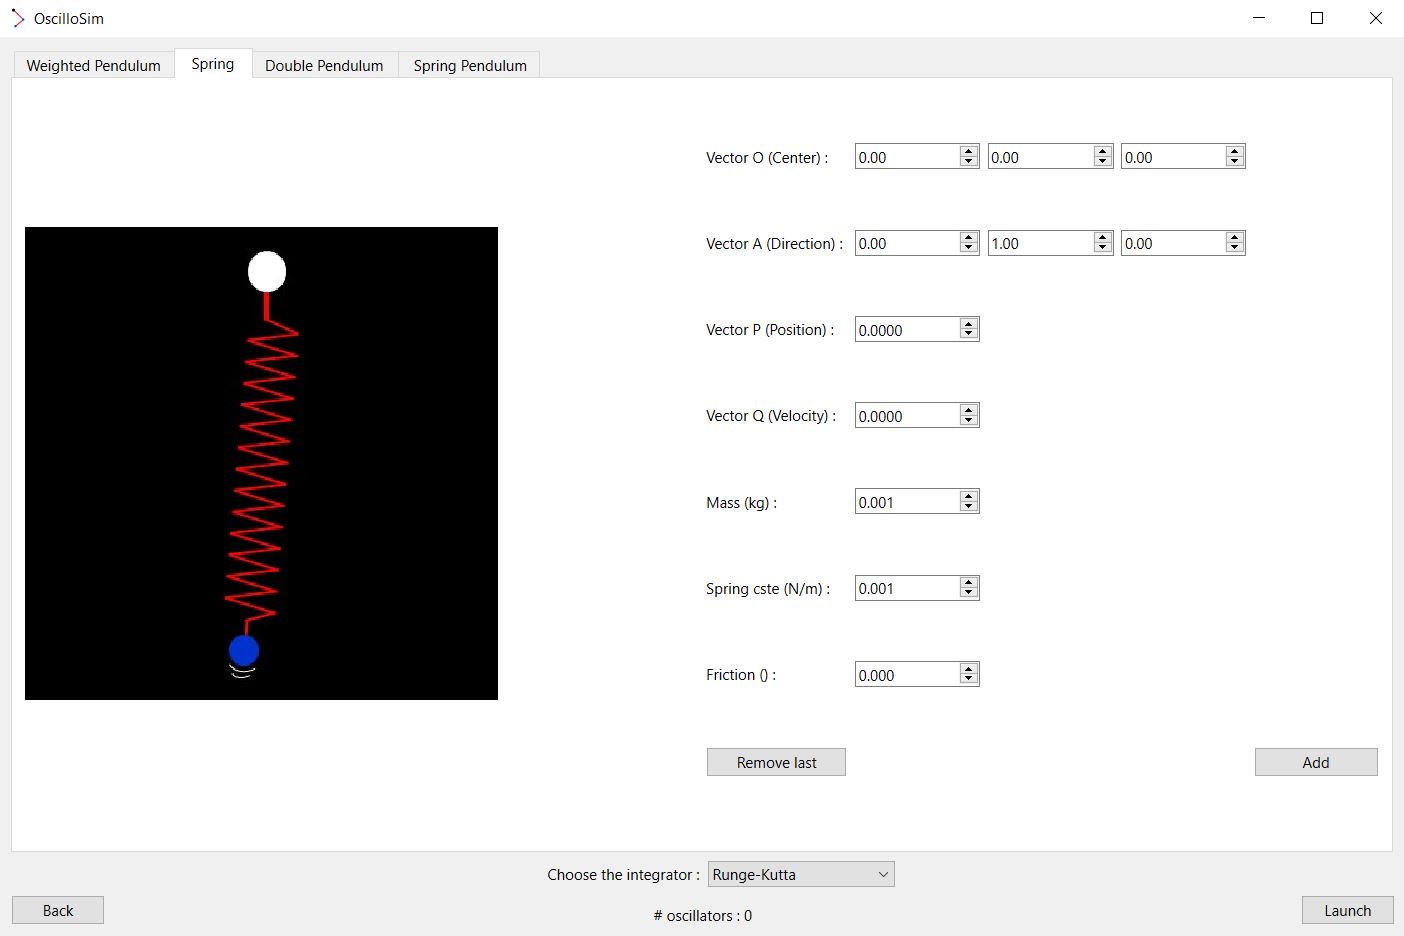 OscilloSim
Weighted Pendulum Spring Double Pendulum Spring Pendulum
Vector O (Center) : 0.00 0.00 0.00
Vector A (Direction) : 0.00 1.00 0.00
Vector P (Position) : 0.0000
Vector Q (Velocity) : 0.0000
Mass (kg) : 0.001
Spring cste (N/m) : 0.001
Friction () : 0.000
Remove last Add
Choose the integrator : Runge-Kutta
Back # oscillators : 0 Launch